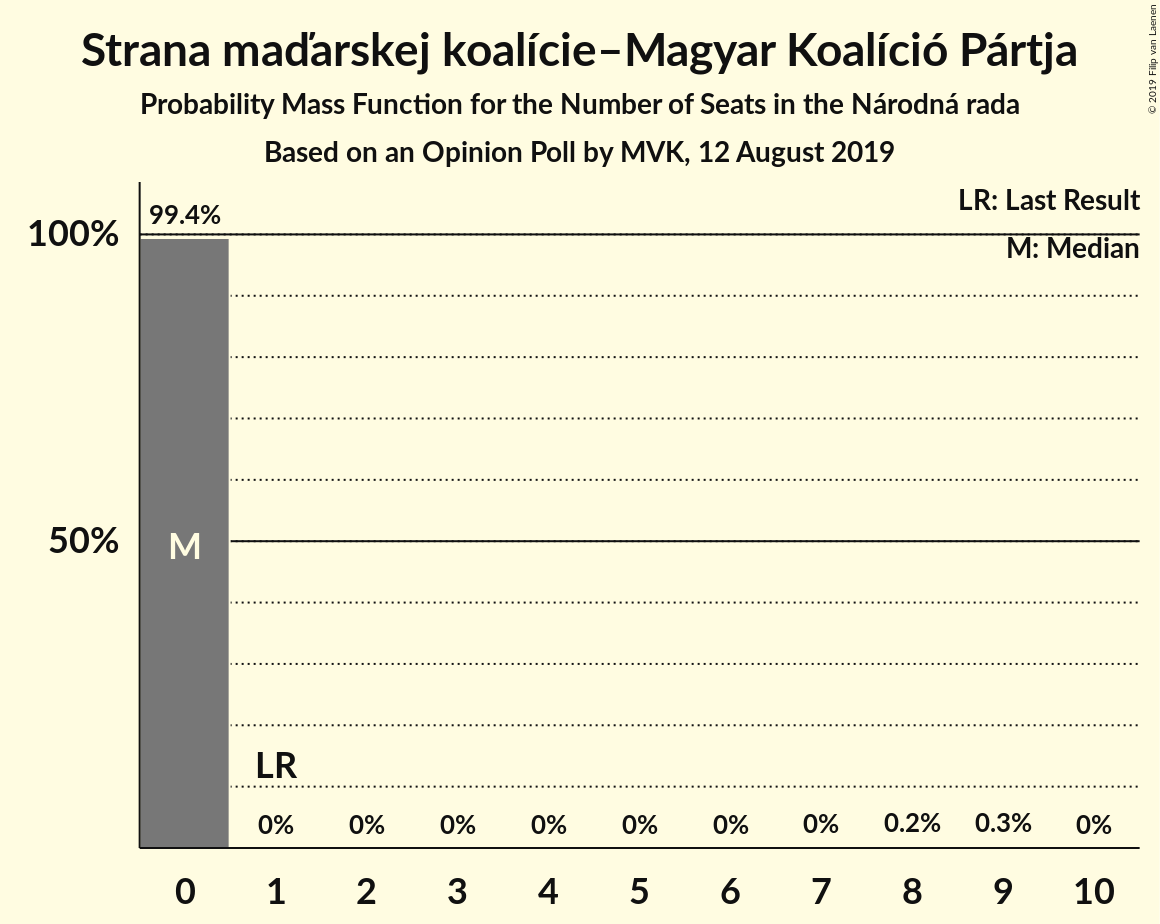 Strana maďarskej koalície–Magyar Koalíció Pártja
Probability Mass Function for the Number of Seats in the Národná rada
Based on an Opinion Poll by MVK, 12 August 2019
© 2019 Filip van Laenen
LR: Last Result
M: Median
99.4%
100%
50%
M
LR
0% 0% 0% 0% 0% 0% 0% 0.2% 0.3% 0%
0 1 2 3 4 5 6 7 8 9 10